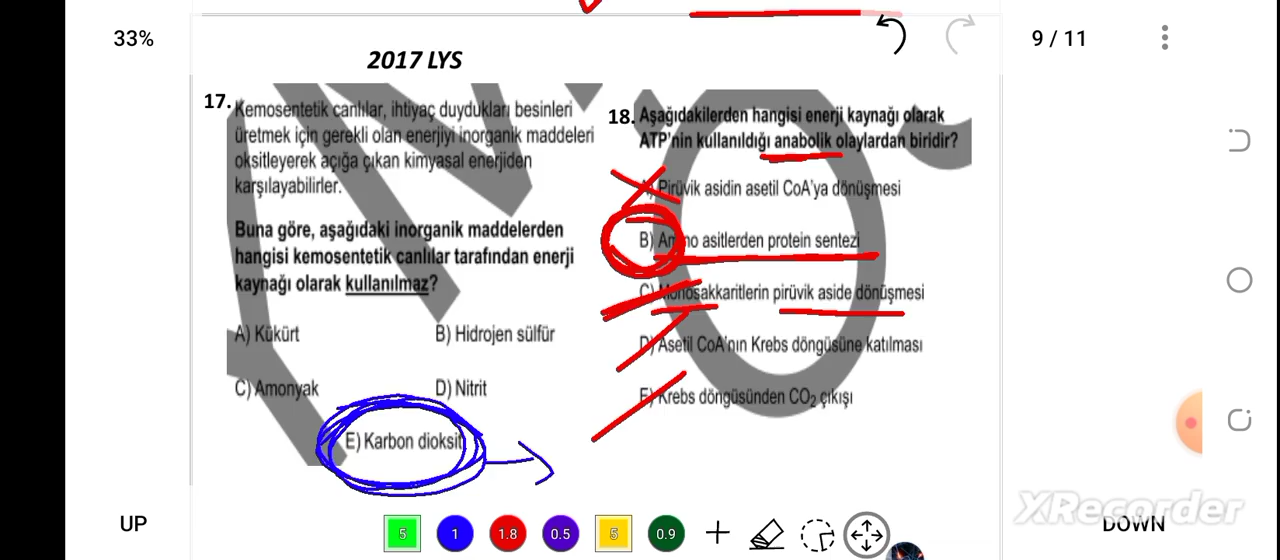 33%
9 / 11
2017 LYS
17. Kemosentetik canlılar, ihtiyaç duydukları besinleri
üretmek için gerekli olan enerjiyi inorganik maddeleri
oksitleyerek açığa çıkan kimyasal enerjiden
karşılayabilirler.
Buna göre, aşağıdaki inorganik maddelerden
hangisi kemosentetik canlılar tarafından enerji
kaynağı olarak kullanılmaz?
A) Kükürt
B) Hidrojen sülfür
C) Amonyak
D) Nitrit
E) Karbon dioksit
18. Aşağıdakilerden hangisi enerji kaynağı olarak
ATP'nin kullanıldığı anabolik olaylardan biridir?
A) Pirüvik asidin asetil CoA'ya dönüşmesi
B) Amino asitlerden protein sentezi
C) Monosakkaritlerin pirüvik aside dönüşmesi
D) Asetil CoA'nın Krebs döngüsüne katılması
E) Krebs döngüsünden CO₂ çıkışı
UP
5 1 1.8 0.5 5 0.9
XRecorder
DOWN